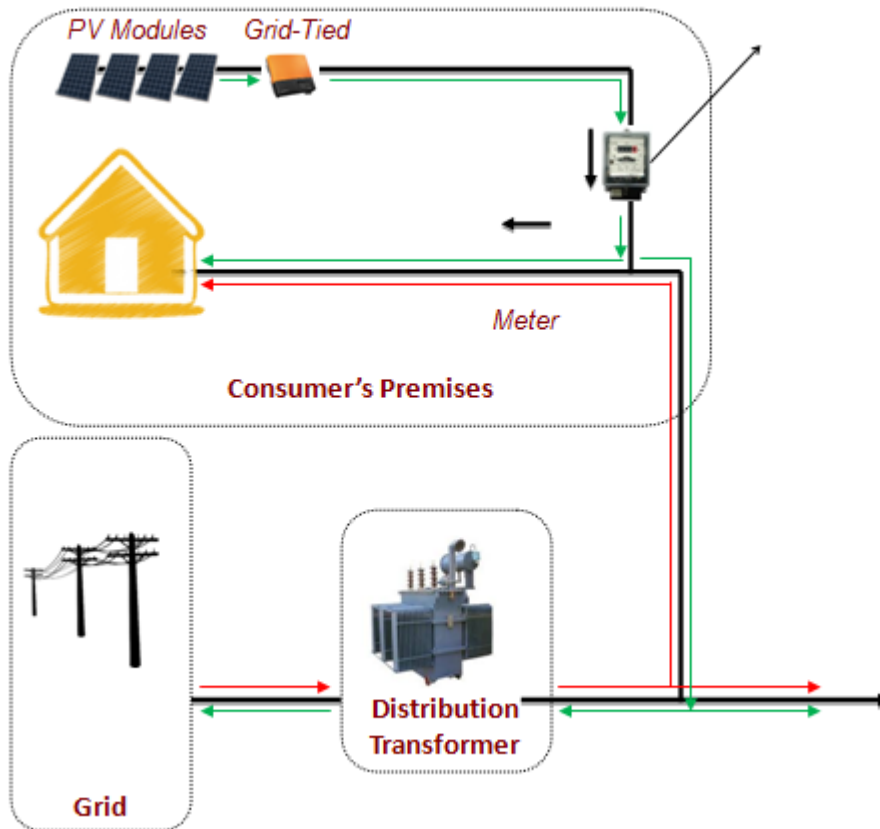 PV Modules
Grid-Tied
Meter
Consumer's Premises
Distribution
Transformer
Grid